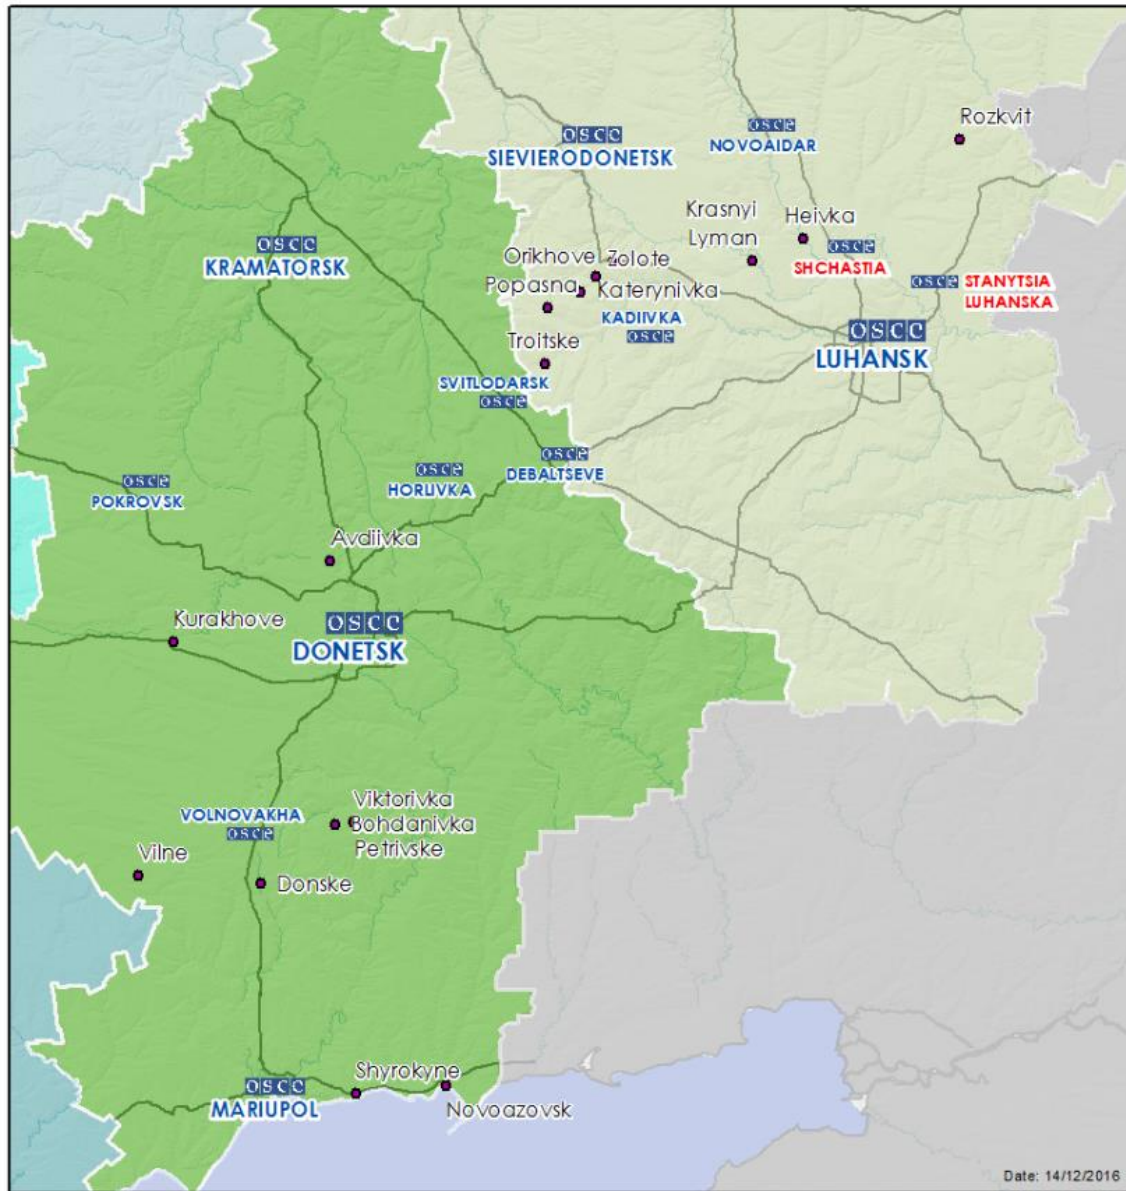 Rozkvit
osce
NOVOAIDAR
osce
SIEVIERODONETSK
Krasnyi
Lyman
Heivka
osce
SHCHASTIA
osce
KRAMATORSK
Orikhove
Zolote
Popasna
Katerynivka
osce
STANYTSIA
LUHANSKA
KADIIVKA
osce
osce
LUHANSK
Troitske
SVITLODARSK
osce
osce
DEBALTSEVE
osce
HORLIVKA
osce
POKROVSK
Avdiivka
Kurakhove
osce
DONETSK
Viktorivka
Bohdanivka
Petrivske
VOLNOVAKHA
osce
Vilne
Donske
Shyrokyne
osce
MARIUPOL
Novoazovsk
Date: 14/12/2016